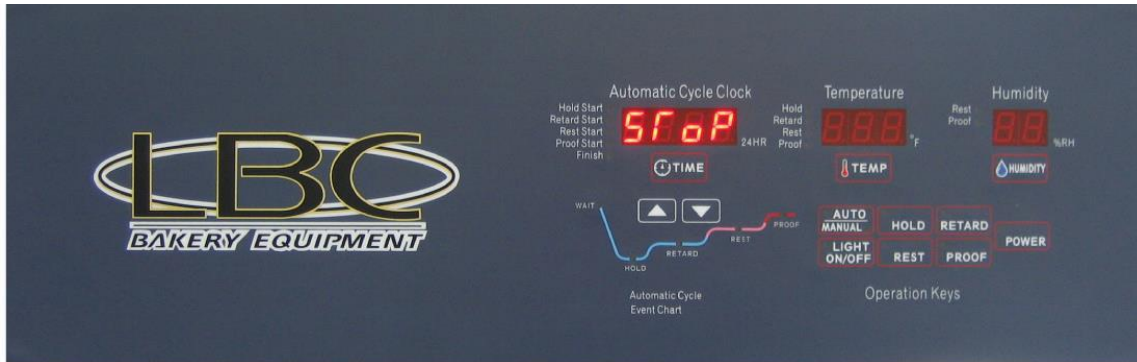 LBC
BAKERY EQUIPMENT
Automatic Cycle Clock
Hold Start
Retard Start
Rest Start
Proof Start
Finish
SToP
24HR
TIME
Temperature
Hold
Retard
Rest
Proof
°F
TEMP
Humidity
Rest
Proof
%RH
HUMIDITY
WAIT
HOLD
RETARD
REST
PROOF
Automatic Cycle
Event Chart
AUTO
MANUAL
HOLD
RETARD
POWER
LIGHT
ON/OFF
REST
PROOF
Operation Keys